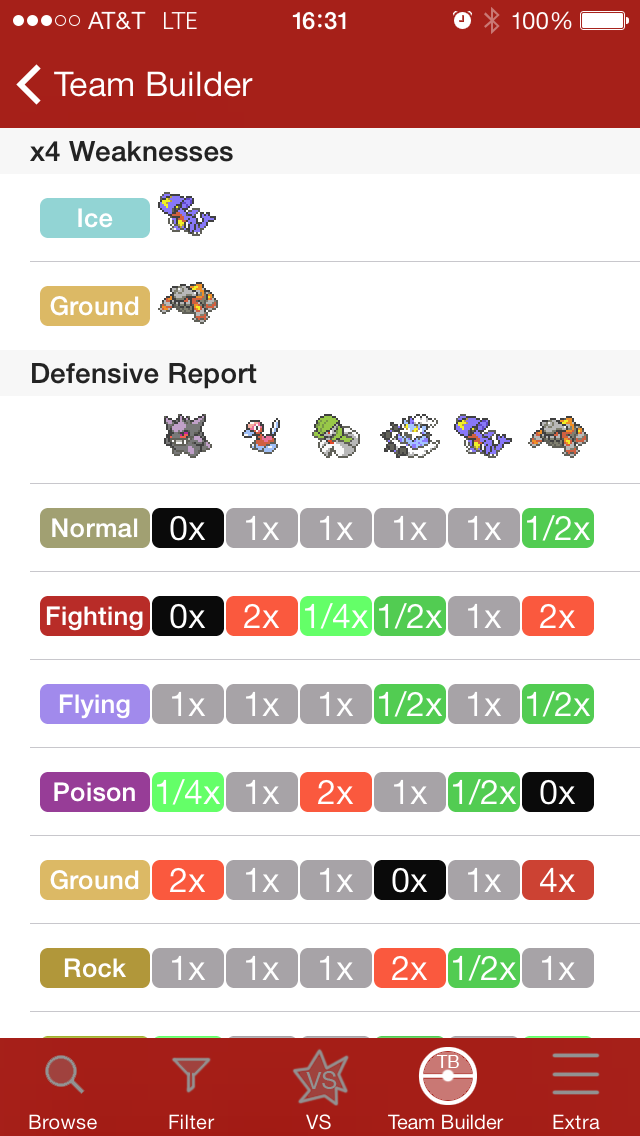 AT&T LTE 16:31 100%
Team Builder
x4 Weaknesses
Ice
Ground
Defensive Report
Normal 0x 1x 1x 1x 1x 1/2x
Fighting 0x 2x 1/4x 1/2x 1x 2x
Flying 1x 1x 1x 1/2x 1x 1/2x
Poison 1/4x 1x 2x 1x 1/2x 0x
Ground 2x 1x 1x 0x 1x 4x
Rock 1x 1x 1x 2x 1/2x 1x
VS TB
Browse Filter VS Team Builder Extra